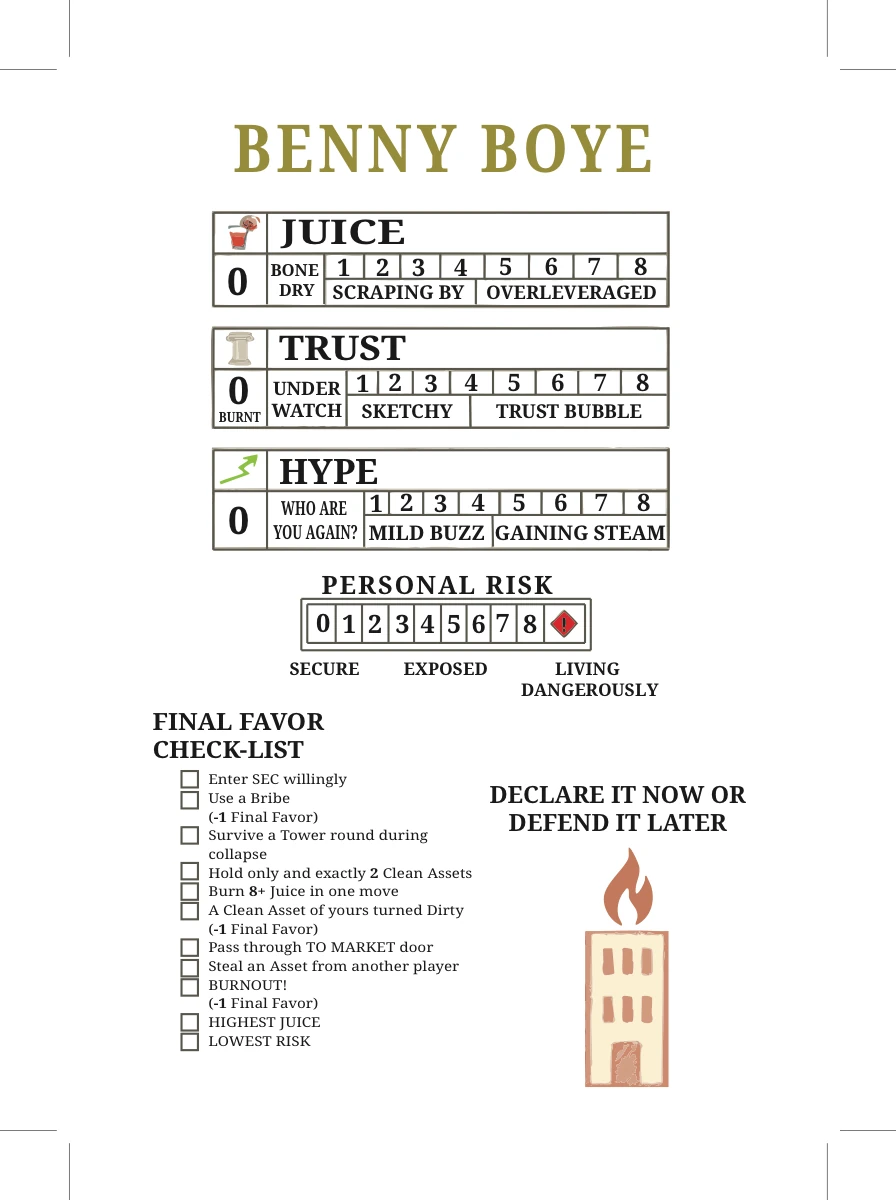 BENNY BOYE
JUICE
0 BONE DRY 1 2 3 4 5 6 7 8
SCRAPING BY OVERLEVERAGED
TRUST
0 BURNT UNDER WATCH 1 2 3 4 5 6 7 8
SKETCHY TRUST BUBBLE
HYPE
0 WHO ARE YOU AGAIN? 1 2 3 4 5 6 7 8
MILD BUZZ GAINING STEAM
PERSONAL RISK
0 1 2 3 4 5 6 7 8 !
SECURE EXPOSED LIVING
DANGEROUSLY
FINAL FAVOR
CHECK-LIST
Enter SEC willingly
Use a Bribe
(-1 Final Favor)
Survive a Tower round during
collapse
Hold only and exactly 2 Clean Assets
Burn 8+ Juice in one move
A Clean Asset of yours turned Dirty
(-1 Final Favor)
Pass through TO MARKET door
Steal an Asset from another player
BURNOUT!
(-1 Final Favor)
HIGHEST JUICE
LOWEST RISK
DECLARE IT NOW OR
DEFEND IT LATER